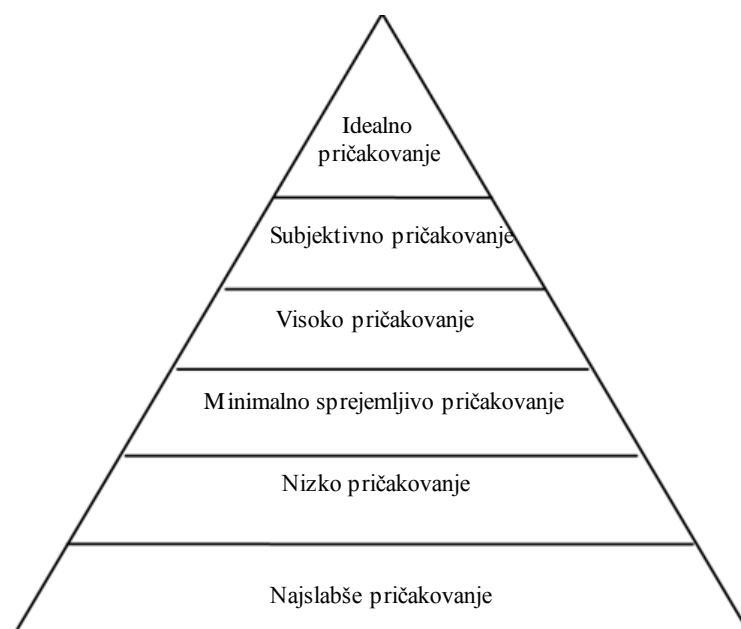 Idealno
pričakovanje
Subjektivno pričakovanje
Visoko pričakovanje
Minimalno sprejemljivo pričakovanje
Nizko pričakovanje
Najslabše pričakovanje